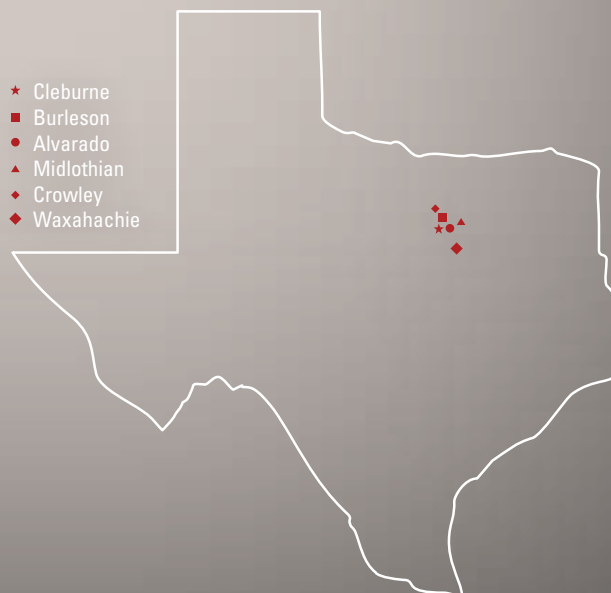 Cleburne
Burleson
Alvarado
Midlothian
Crowley
Waxahachie